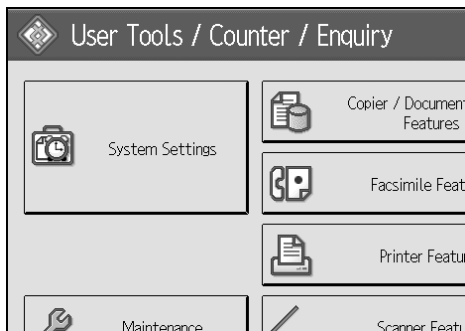 User Tools / Counter / Enquiry
System Settings
Copier / Document
Features
Facsimile Feat
Printer Featu
Maintenance
Scanner Featu